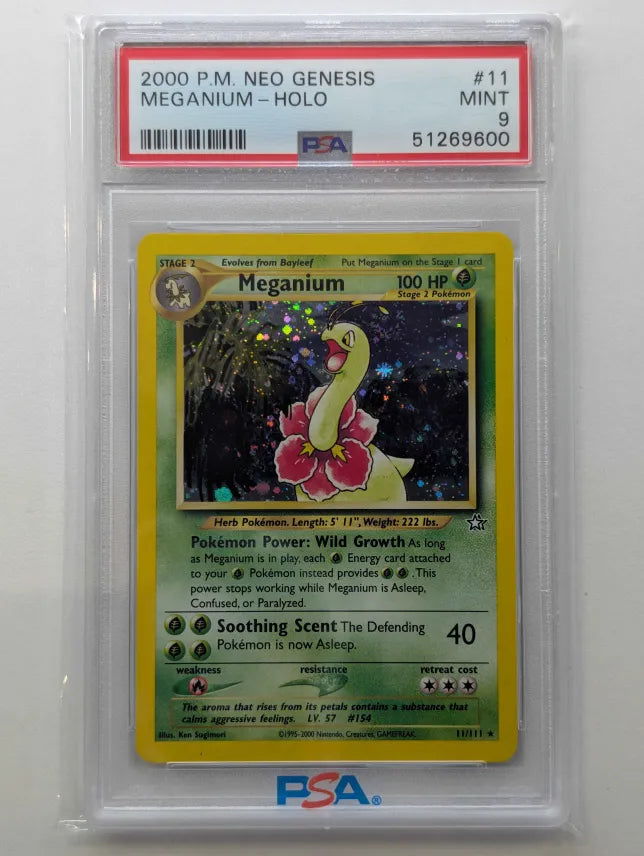 2000 P.M. NEO GENESIS #11
MEGANIUM - HOLO MINT
9
PSA 51269600
STAGE 2 Evolves from Bayleef Put Meganium on the Stage 1 card
Meganium 100 HP
Stage 2 Pokémon
Herb Pokémon. Length: 5' 11", Weight: 222 lbs.
Pokémon Power: Wild Growth As long
as Meganium is in play, each Energy card attached
to your Pokémon instead provides . This
power stops working while Meganium is Asleep,
Confused, or Paralyzed.
Soothing Scent The Defending 40
Pokémon is now Asleep.
weakness resistance retreat cost
The aroma that rises from its petals contains a substance that
calms aggressive feelings. LV. 57 #154
Illus. Ken Sugimori ©1995-2000 Nintendo, Creatures, GAMEFREAK. 11/111 ★
PSA®